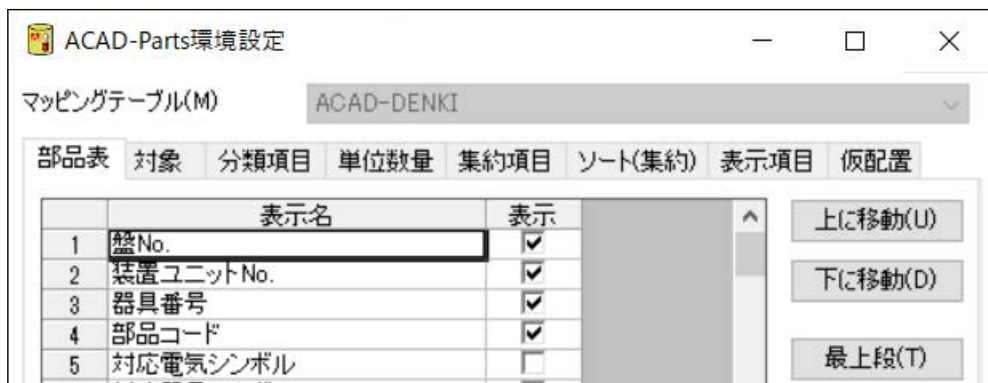 ACAD-Parts環境設定
マッピングテーブル(M) ACAD-DENKI
部品表 対象 分類項目 単位数量 集約項目 ソート(集約) 表示項目 仮配置
表示名 表示
1 盤No.
2 装置ユニットNo.
3 器具番号
4 部品コード
5 対応電気シンボル
上に移動(U)
下に移動(D)
最上段(T)